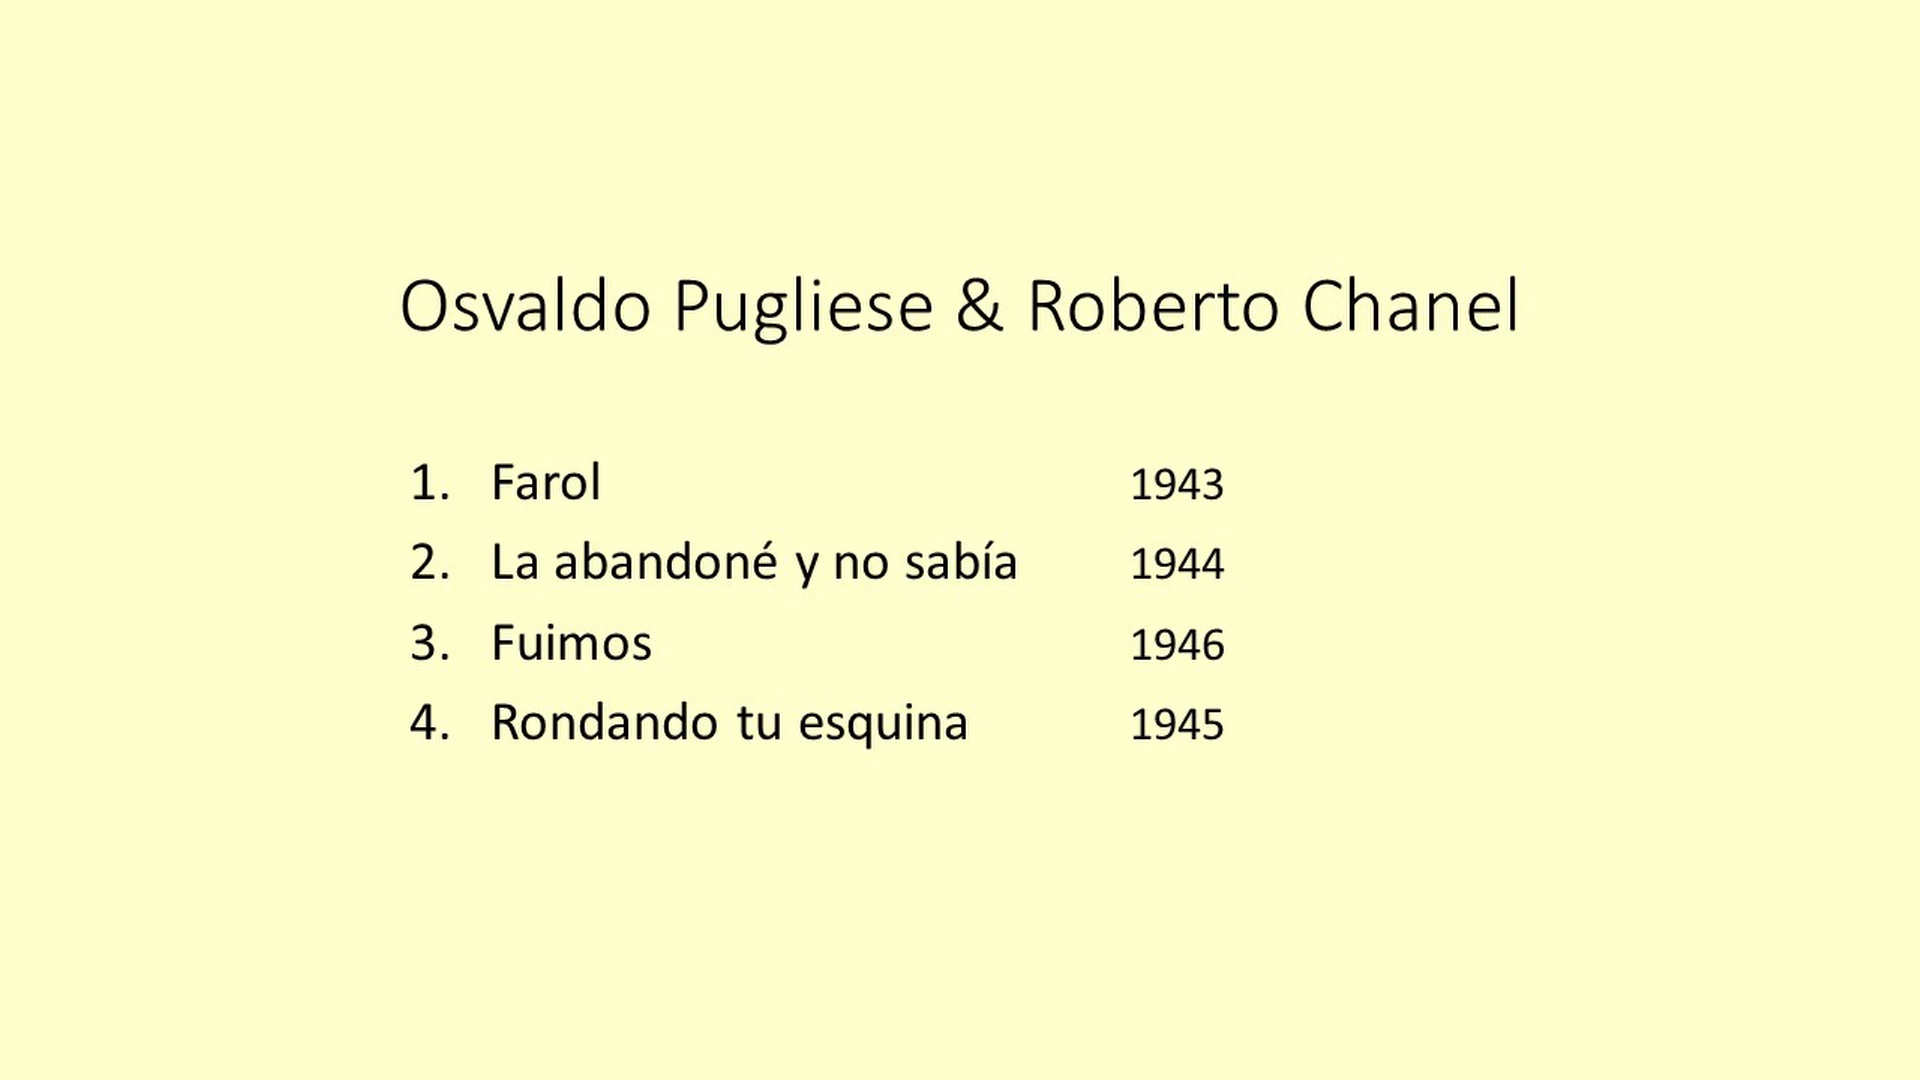 Osvaldo Pugliese & Roberto Chanel
1. Farol 1943
2. La abandoné y no sabía 1944
3. Fuimos 1946
4. Rondando tu esquina 1945